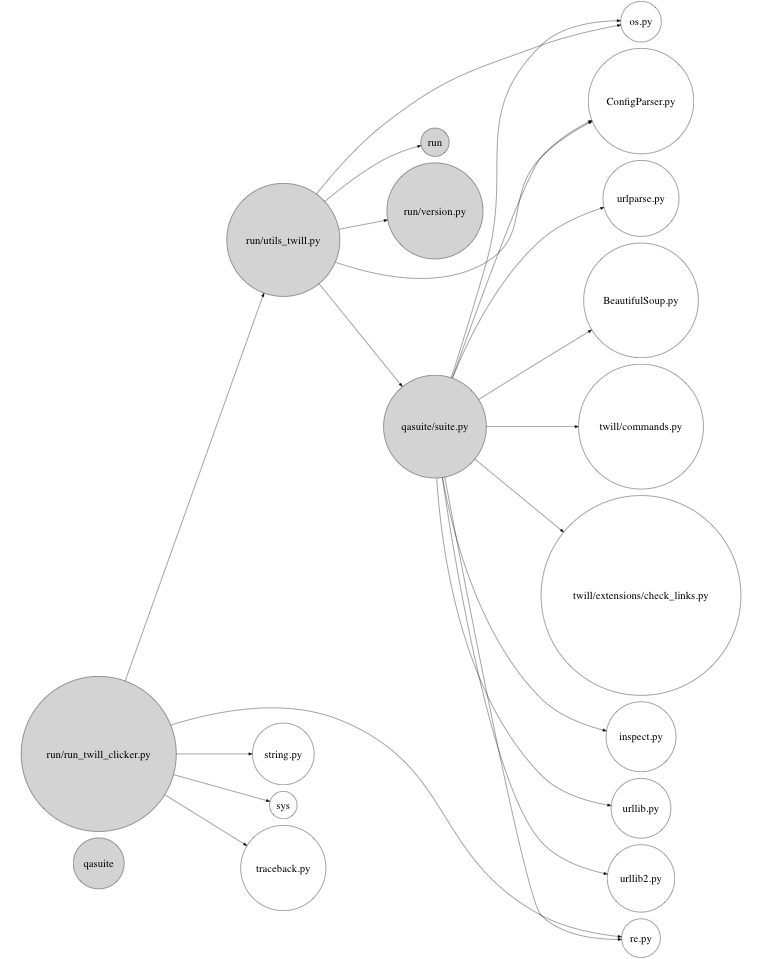 os.py
ConfigParser.py
run
urlparse.py
run/version.py
run/utils_twill.py
BeautifulSoup.py
qasuite/suite.py
twill/commands.py
twill/extensions/check_links.py
inspect.py
run/run_twill_clicker.py
string.py
sys
urllib.py
qasuite
traceback.py
urllib2.py
re.py